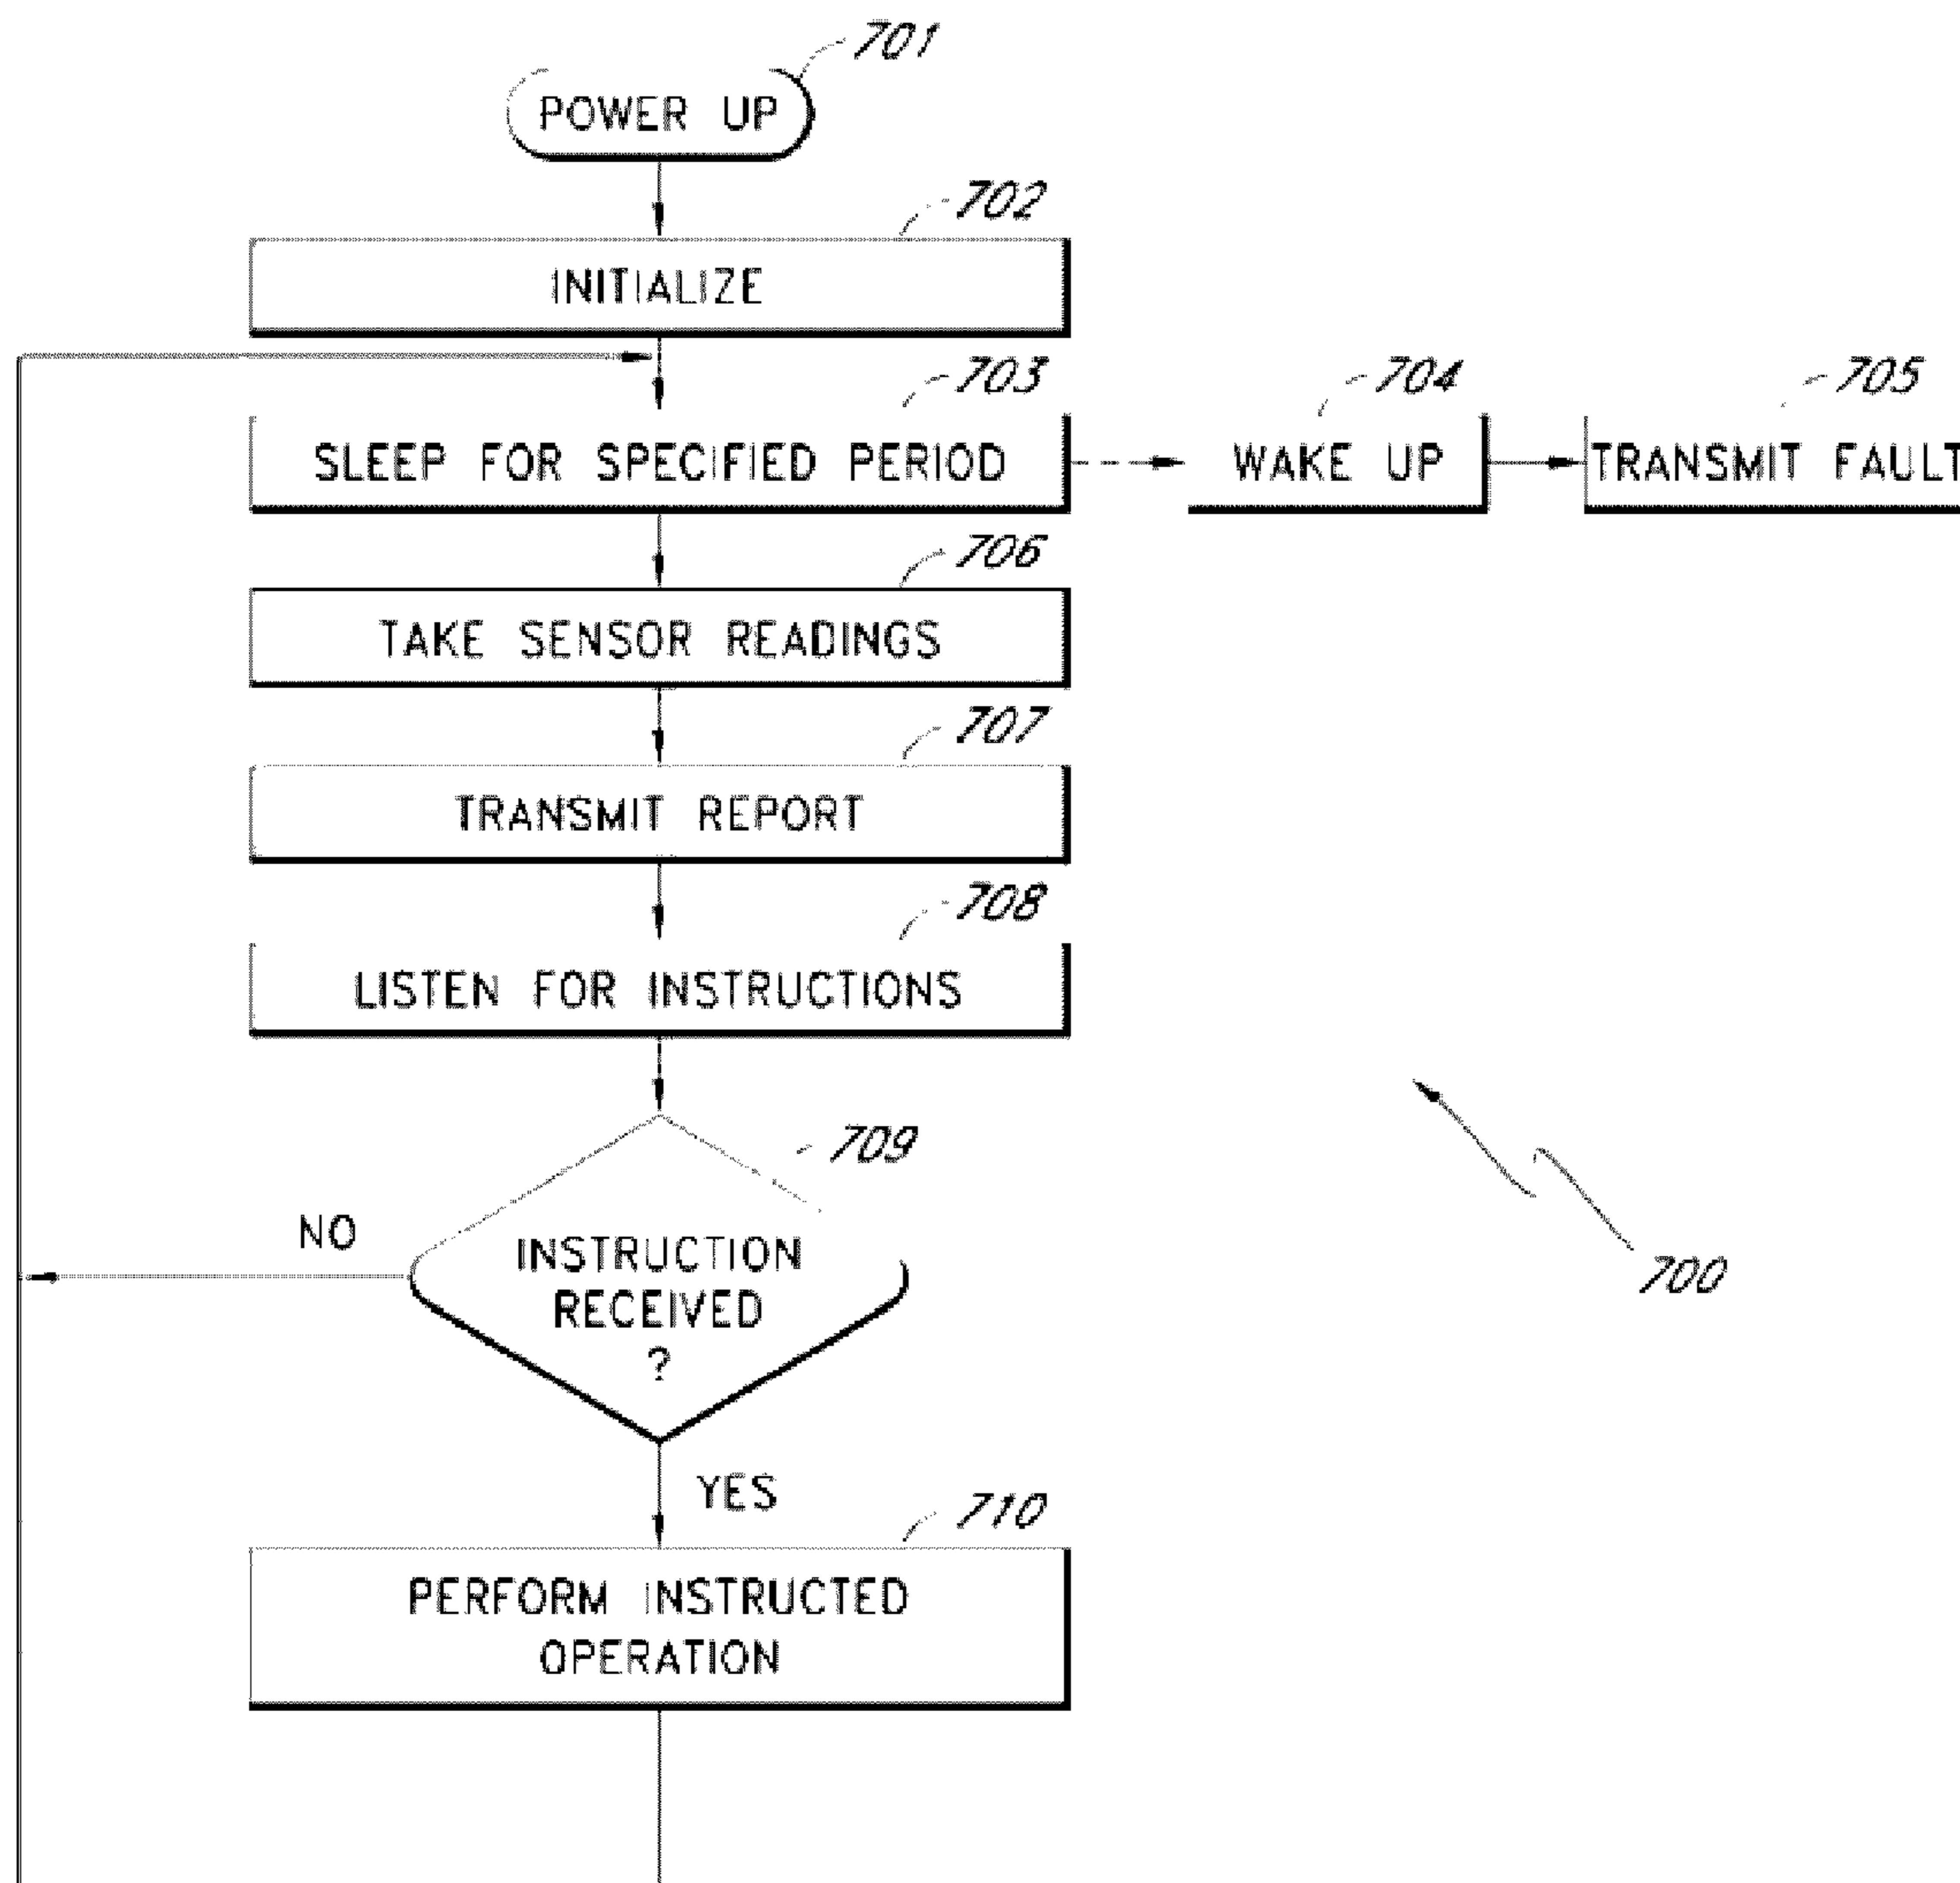 701
POWER UP
702
INITIALIZE
703
704
705
SLEEP FOR SPECIFIED PERIOD
WAKE UP
TRANSMIT FAULT
706
TAKE SENSOR READINGS
707
TRANSMIT REPORT
708
LISTEN FOR INSTRUCTIONS
709
NO
INSTRUCTION
RECEIVED
?
700
YES
710
PERFORM INSTRUCTED
OPERATION